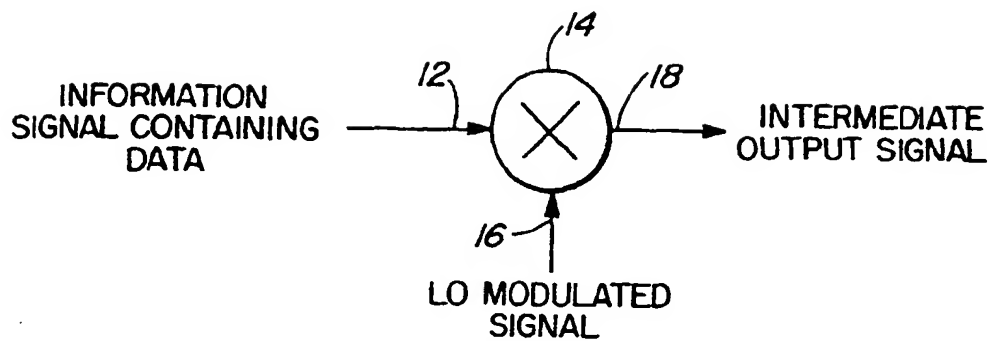 14
12
18
INFORMATION
SIGNAL CONTAINING
DATA
INTERMEDIATE
OUTPUT SIGNAL
16
LO MODULATED
SIGNAL